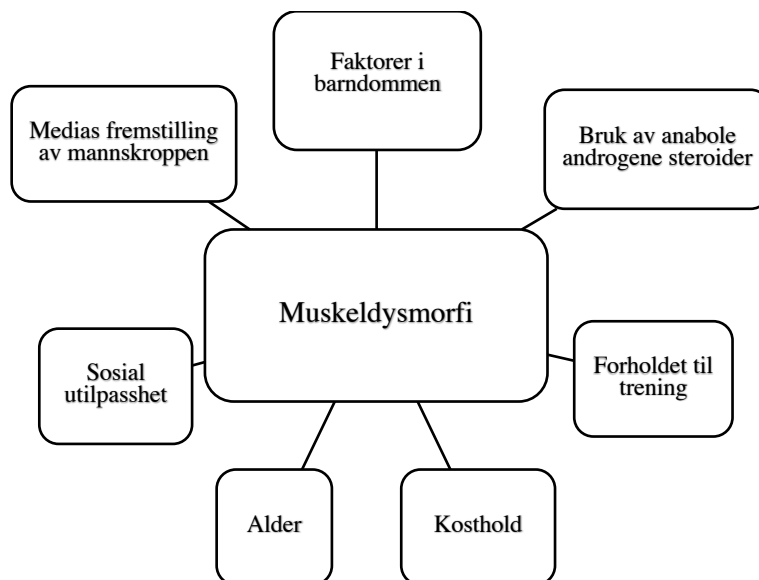 Faktorer i
barndommen
Medias fremstilling
av mannskroppen
Bruk av anabole
androgene steroider
Muskeldysmorfi
Sosial
utilpasshet
Forholdet til
trening
Alder
Kosthold